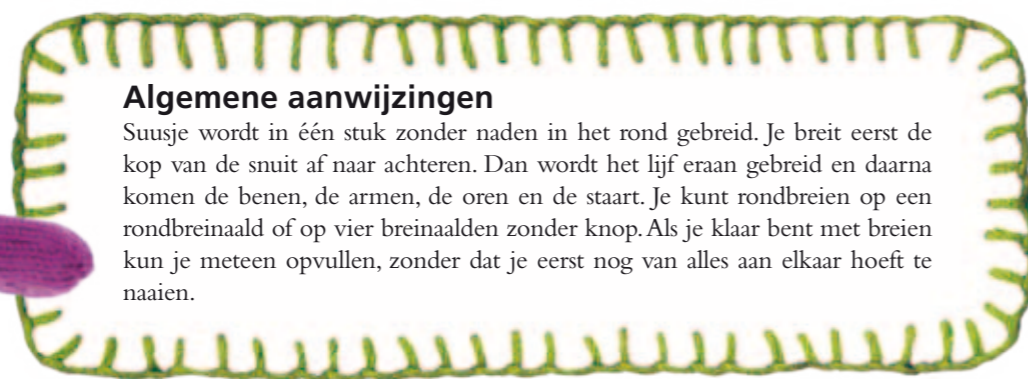 Algemene aanwijzingen
Suusje wordt in één stuk zonder naden in het rond gebreid. Je breit eerst de
kop van de snuit af naar achteren. Dan wordt het lijf eraan gebreid en daarna
komen de benen, de armen, de oren en de staart. Je kunt rondbreien op een
rondbreinaald of op vier breinaalden zonder knop. Als je klaar bent met breien
kun je meteen opvullen, zonder dat je eerst nog van alles aan elkaar hoeft te
naaien.